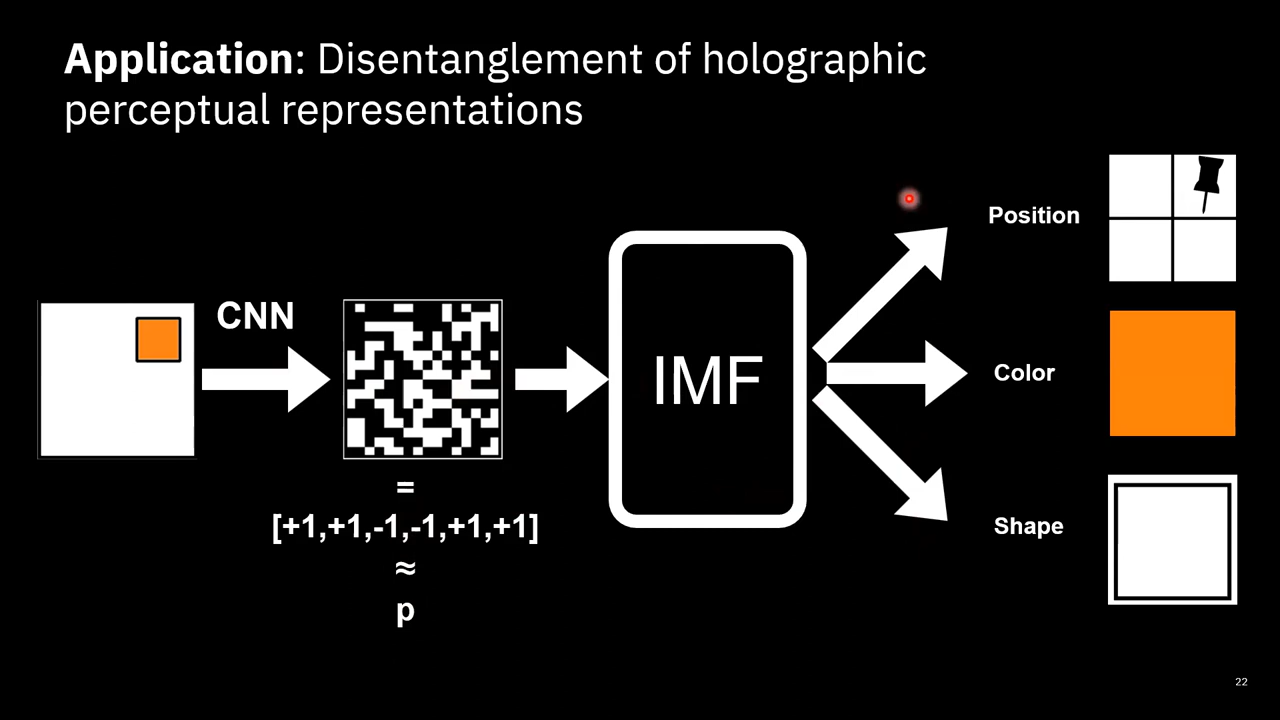 Application: Disentanglement of holographic
perceptual representations
CNN
=
[+1,+1,-1,-1,+1,+1]
≈
p
IMF
Position
Color
Shape
22